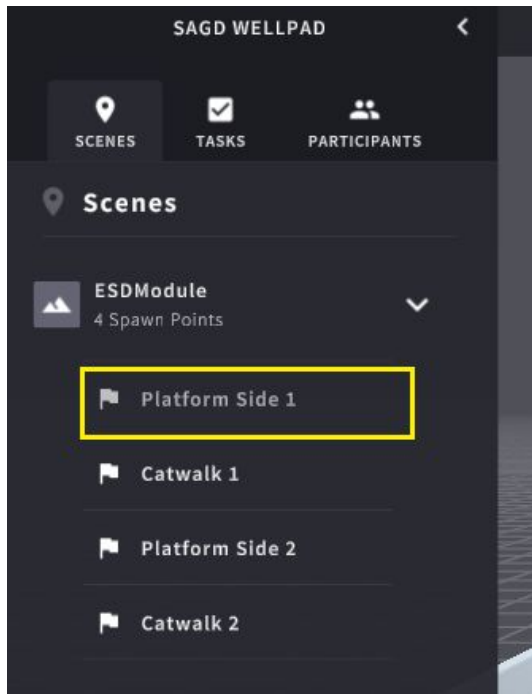 SAGD WELLPAD
SCENES TASKS PARTICIPANTS
Scenes
ESDModule
4 Spawn Points
Platform Side 1
Catwalk 1
Platform Side 2
Catwalk 2